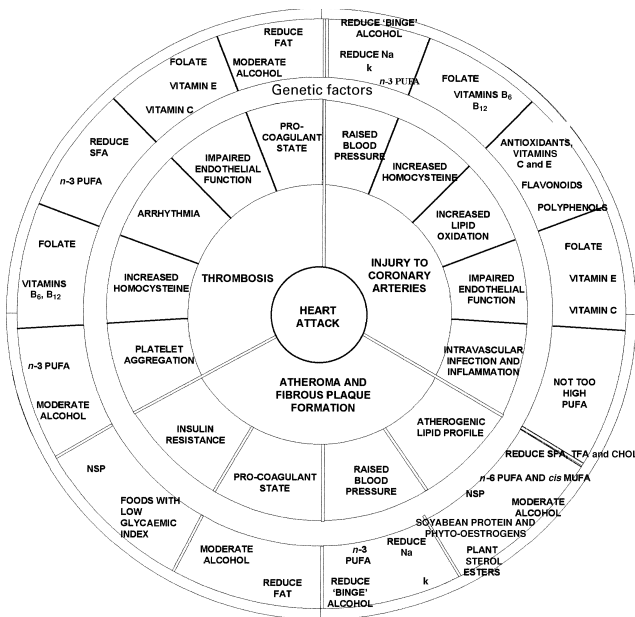 REDUCE 'BINGE'
ALCOHOL
REDUCE Na
k
n-3 PUFA
FOLATE
VITAMINS B6
B12
ANTIOXIDANTS,
VITAMINS
C and E
FLAVONOIDS
POLYPHENOLS
FOLATE
VITAMIN E
VITAMIN C
NOT TOO
HIGH
PUFA
REDUCE SFA, TFA and CHOL
n-6 PUFA AND cis MUFA
NSP
MODERATE
ALCOHOL
SOYABEAN PROTEIN AND
PHYTO-OESTROGENS
PLANT
STEROL
ESTERS
n-3
PUFA
REDUCE
Na
k
REDUCE
'BINGE'
ALCOHOL
MODERATE
ALCOHOL
REDUCE
FAT
NSP
FOODS WITH
LOW
GLYCAEMIC
INDEX
n-3 PUFA
MODERATE
ALCOHOL
FOLATE
VITAMINS
B6, B12
REDUCE
SFA
n-3 PUFA
FOLATE
VITAMIN E
VITAMIN C
REDUCE
FAT
MODERATE
ALCOHOL
Genetic factors
RAISED
BLOOD
PRESSURE
INCREASED
HOMOCYSTEINE
INCREASED
LIPID
OXIDATION
IMPAIRED
ENDOTHELIAL
FUNCTION
INTRAVASCULAR
INFECTION AND
INFLAMMATION
ATHEROGENIC
LIPID PROFILE
RAISED
BLOOD
PRESSURE
PRO-COAGULANT
STATE
INSULIN
RESISTANCE
PLATELET
AGGREGATION
INCREASED
HOMOCYSTEINE
ARRHYTHMIA
IMPAIRED
ENDOTHELIAL
FUNCTION
PRO-
COAGULANT
STATE
THROMBOSIS
INJURY TO
CORONARY
ARTERIES
ATHEROMA AND
FIBROUS PLAQUE
FORMATION
HEART
ATTACK